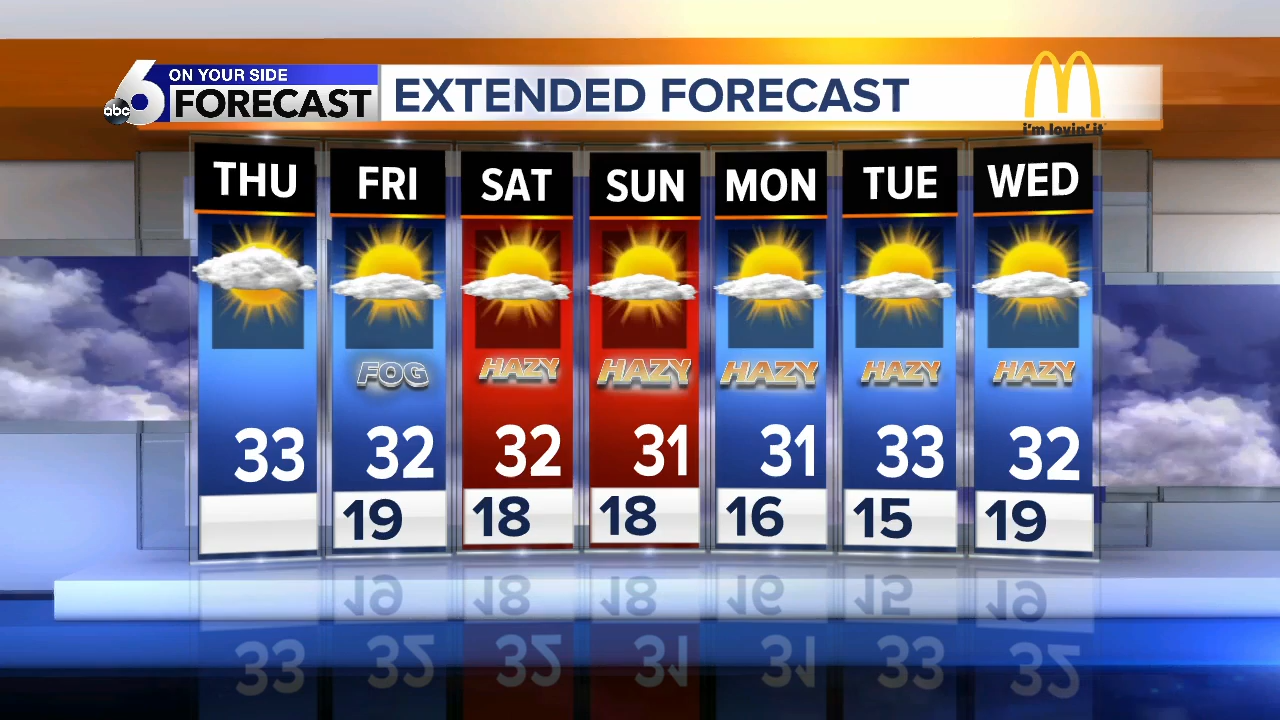 ON YOUR SIDE
abc 6 FORECAST
EXTENDED FORECAST
i'm lovin' it
THU FRI SAT SUN MON TUE WED
FOG HAZY HAZY HAZY HAZY HAZY
33 32 32 31 31 33 32
19 18 18 16 15 19